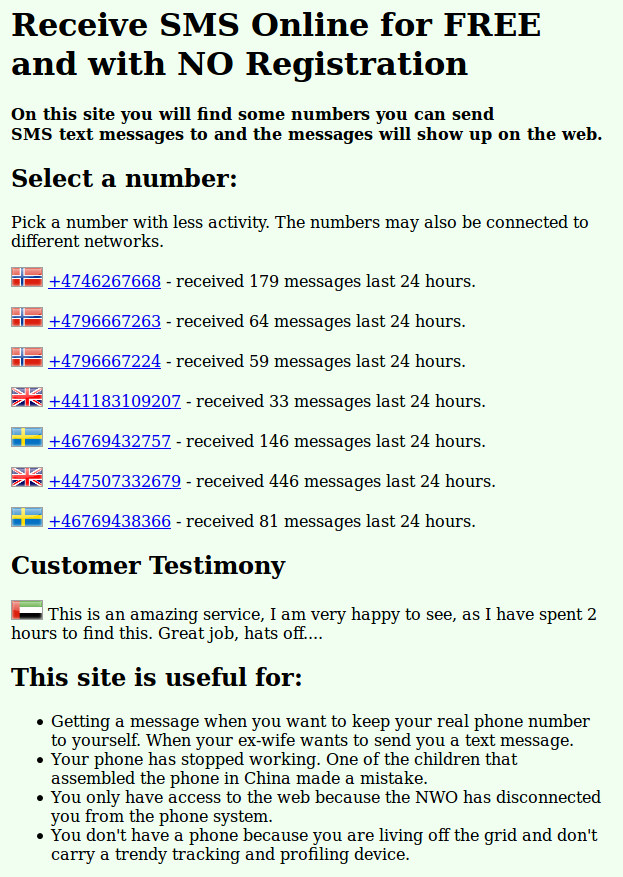 Receive SMS Online for FREE
and with NO Registration
On this site you will find some numbers you can send
SMS text messages to and the messages will show up on the web.
Select a number:
Pick a number with less activity. The numbers may also be connected to
different networks.
+4746267668 - received 179 messages last 24 hours.
+4796667263 - received 64 messages last 24 hours.
+4796667224 - received 59 messages last 24 hours.
+441183109207 - received 33 messages last 24 hours.
+46769432757 - received 146 messages last 24 hours.
+447507332679 - received 446 messages last 24 hours.
+46769438366 - received 81 messages last 24 hours.
Customer Testimony
This is an amazing service, I am very happy to see, as I have spent 2
hours to find this. Great job, hats off....
This site is useful for:
• Getting a message when you want to keep your real phone number
to yourself. When your ex-wife wants to send you a text message.
• Your phone has stopped working. One of the children that
assembled the phone in China made a mistake.
• You only have access to the web because the NWO has disconnected
you from the phone system.
• You don't have a phone because you are living off the grid and don't
carry a trendy tracking and profiling device.